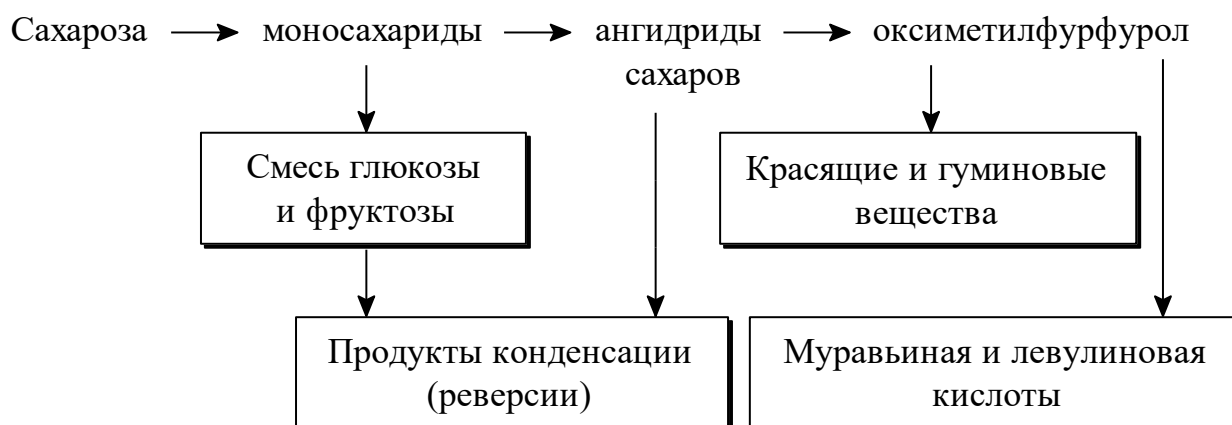 Сахароза моносахариды ангидриды оксиметилфурфурол
сахаров
Смесь глюкозы
и фруктозы
Красящие и гуминовые
вещества
Продукты конденсации
(реверсии)
Муравьиная и левулиновая
кислоты